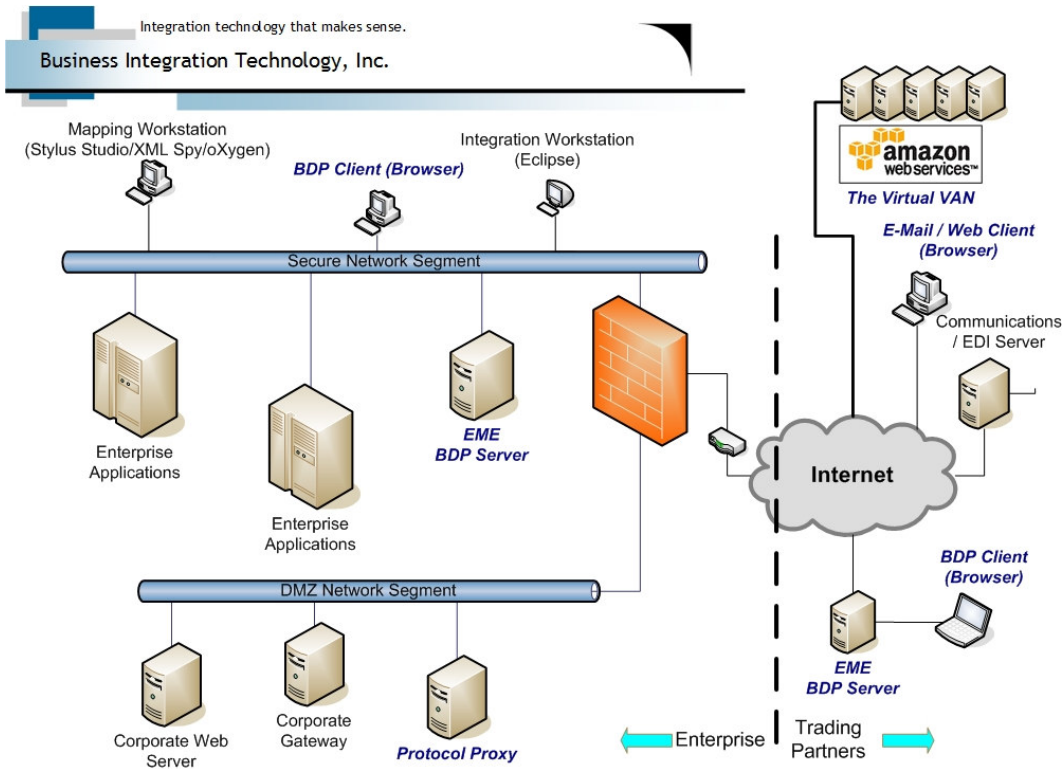 Integration technology that makes sense.
Business Integration Technology, Inc.
Mapping Workstation
(Stylus Studio/XML Spy/oXygen)
BDP Client (Browser)
Integration Workstation
(Eclipse)
amazon
webservices™
The Virtual VAN
E-Mail / Web Client
(Browser)
Secure Network Segment
Communications
/ EDI Server
Enterprise
Applications
Enterprise
Applications
EME
BDP Server
Internet
DMZ Network Segment
BDP Client
(Browser)
EME
BDP Server
Corporate Web
Server
Corporate
Gateway
Protocol Proxy
Enterprise
Trading
Partners